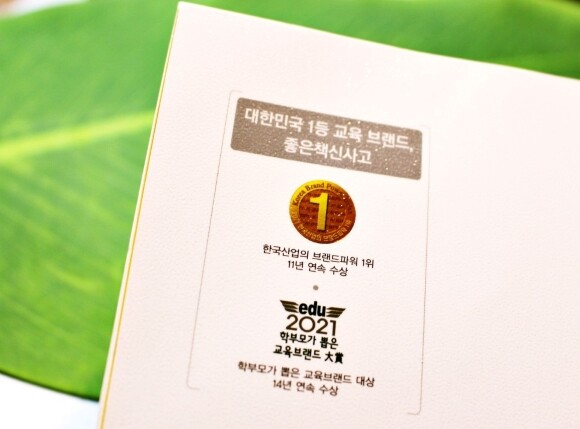 대한민국 1등 교육 브랜드,
좋은책신사고
Korea Brand Power
1
한국산업의 브랜드파워 1위
11년 연속 수상
edu
2021
학부모가 뽑은
교육브랜드 大賞
학부모가 뽑은 교육브랜드 대상
14년 연속 수상